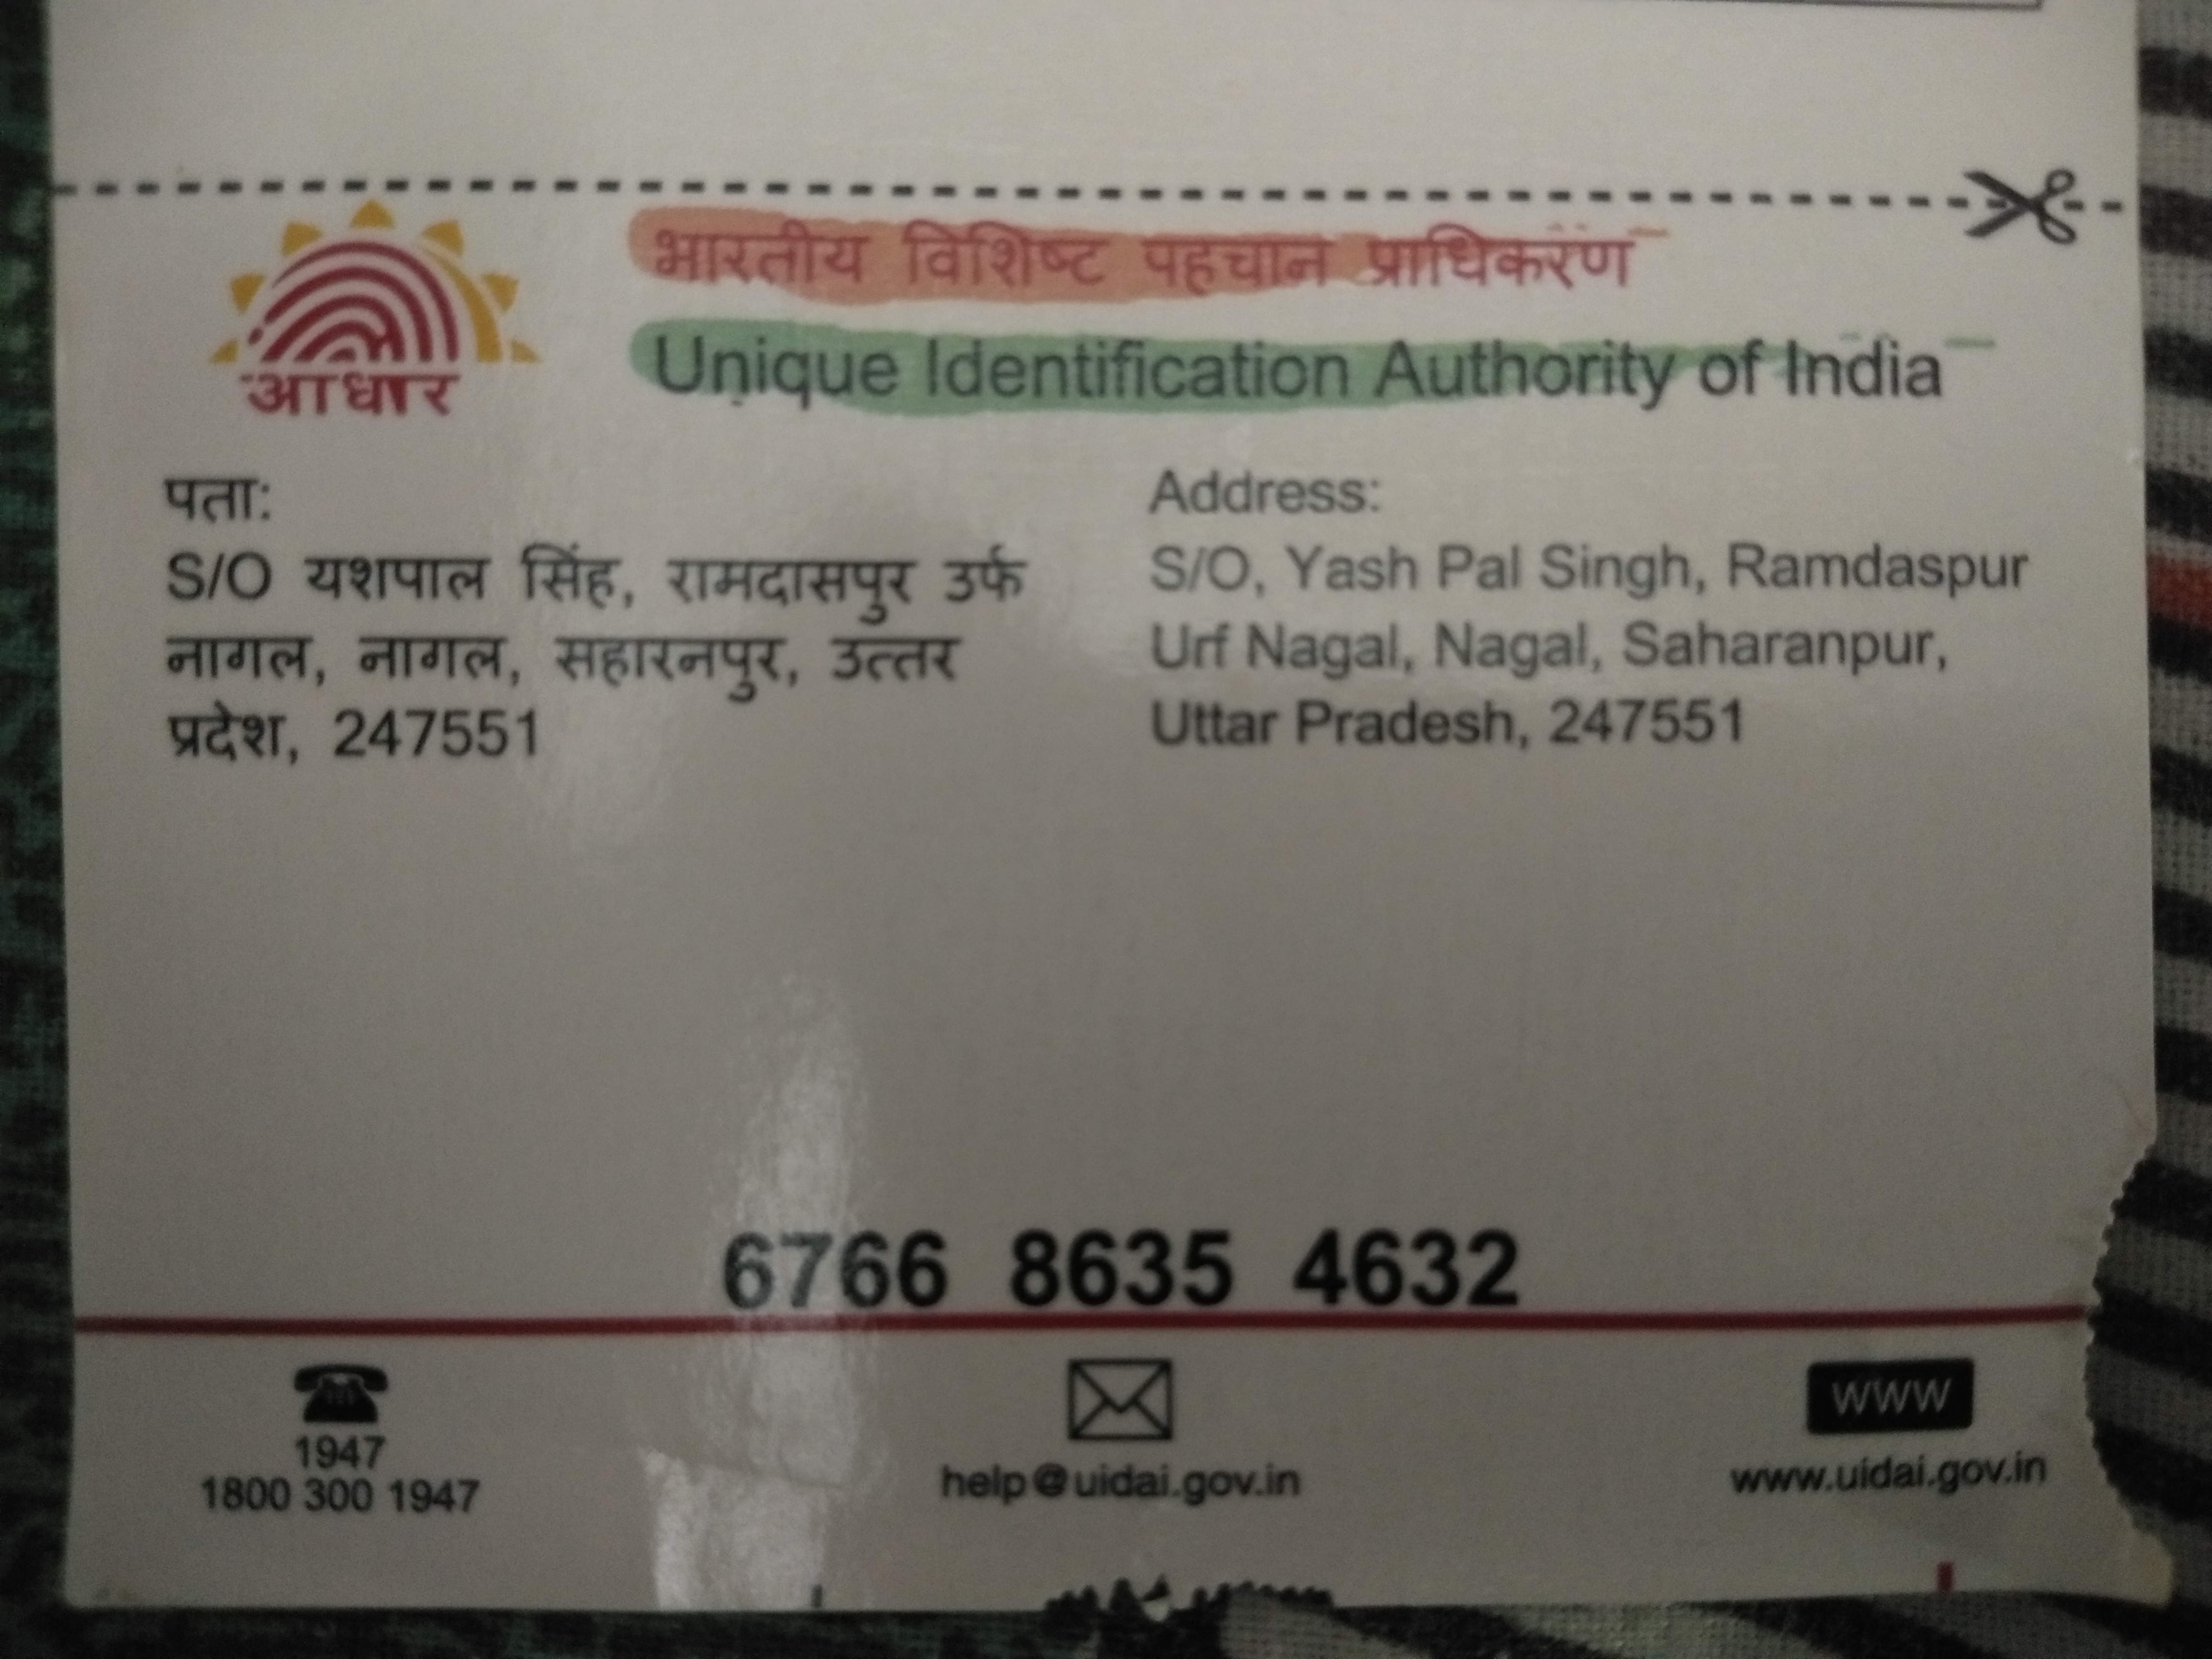 आधार
भारतीय विशिष्ट पहचान प्राधिकरण
Unique Identification Authority of India
पता:
S/O यशपाल सिंह, रामदासपुर उर्फ
नागल, नागल, सहारनपुर, उत्तर
प्रदेश, 247551
Address:
S/O, Yash Pal Singh, Ramdaspur
Urf Nagal, Nagal, Saharanpur,
Uttar Pradesh, 247551
6766 8635 4632
1947
1800 300 1947
help@uidai.gov.in
WWW
www.uidai.gov.in